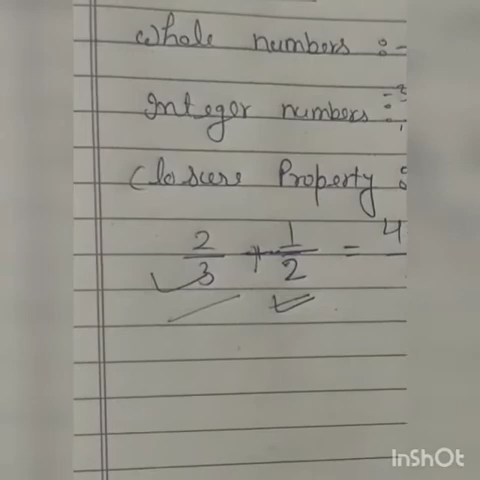 Whole numbers :-
Integer numbers :-
Closure Property :
2/3 + 1/2 = 4
InShOt